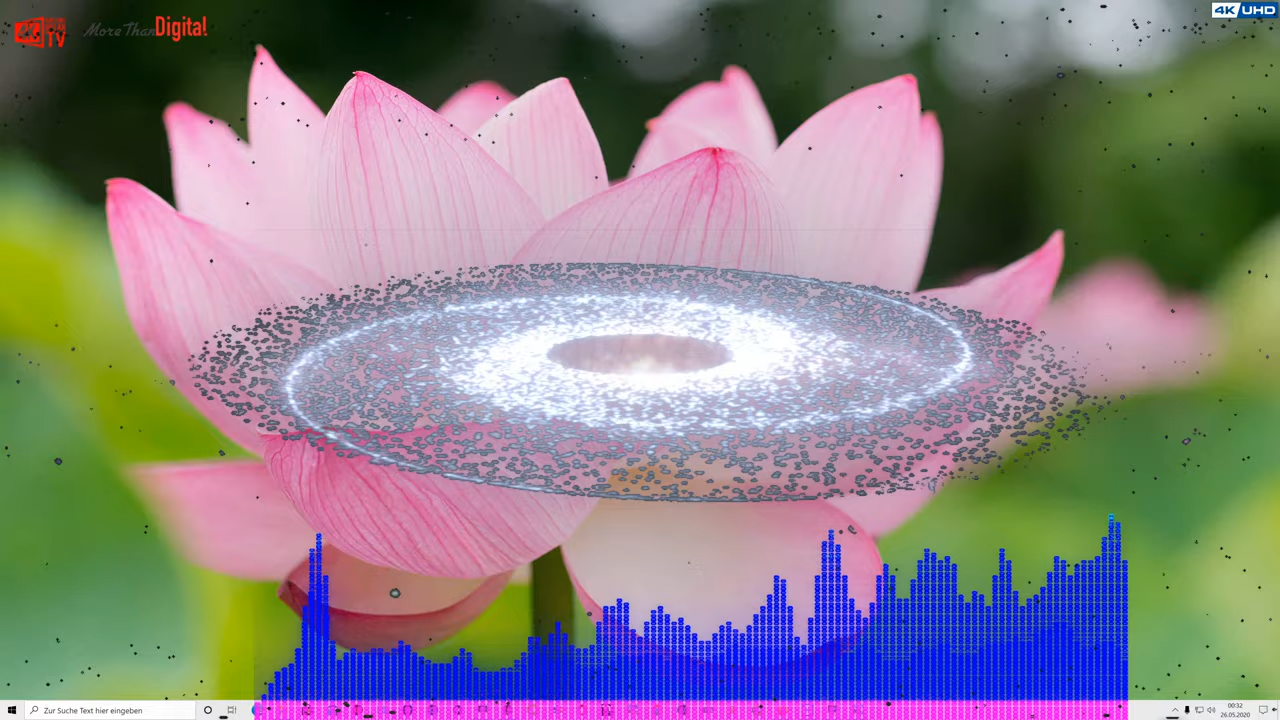 TV
More Than Digital!
4K UHD
Zur Suche Text hier eingeben
00:32
26.05.2020